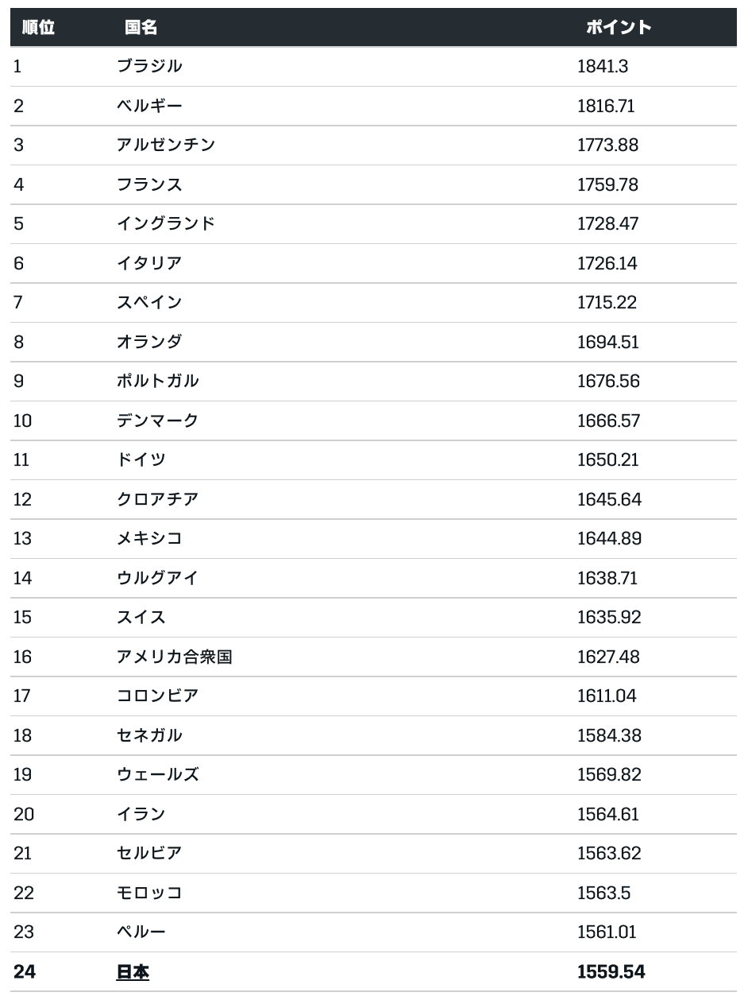 順位 国名 ポイント
1 ブラジル 1841.3
2 ベルギー 1816.71
3 アルゼンチン 1773.88
4 フランス 1759.78
5 イングランド 1728.47
6 イタリア 1726.14
7 スペイン 1715.22
8 オランダ 1694.51
9 ポルトガル 1676.56
10 デンマーク 1666.57
11 ドイツ 1650.21
12 クロアチア 1645.64
13 メキシコ 1644.89
14 ウルグアイ 1638.71
15 スイス 1635.92
16 アメリカ合衆国 1627.48
17 コロンビア 1611.04
18 セネガル 1584.38
19 ウェールズ 1569.82
20 イラン 1564.61
21 セルビア 1563.62
22 モロッコ 1563.5
23 ペルー 1561.01
24 日本 1559.54